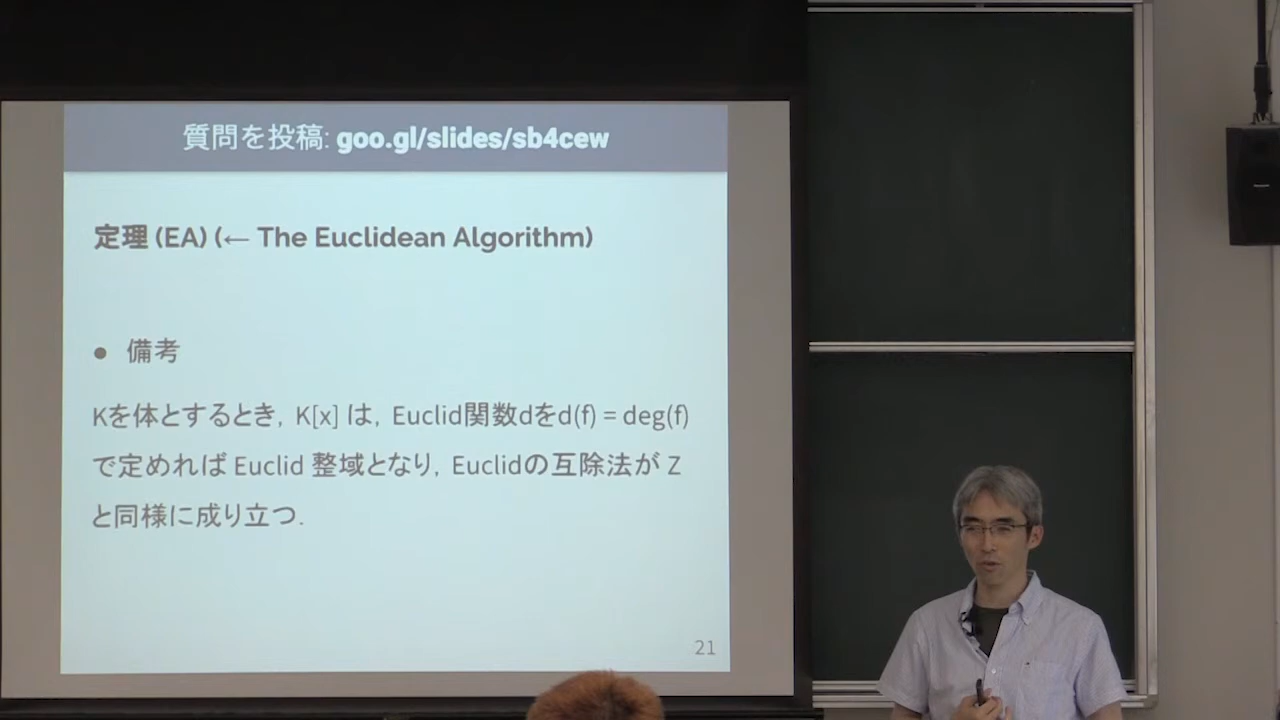 質問を投稿: goo.gl/slides/sb4cew
定理 (EA) (← The Euclidean Algorithm)
● 備考
Kを体とするとき, K[x] は, Euclid関数dをd(f) = deg(f)
で定めれば Euclid 整域となり, Euclidの互除法が Z
と同様に成り立つ.
21